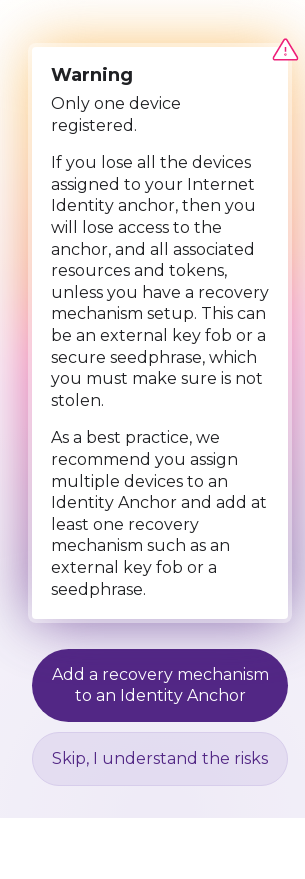 Warning
Only one device
registered.
If you lose all the devices
assigned to your Internet
Identity anchor, then you
will lose access to the
anchor, and all associated
resources and tokens,
unless you have a recovery
mechanism setup. This can
be an external key fob or a
secure seedphrase, which
you must make sure is not
stolen.
As a best practice, we
recommend you assign
multiple devices to an
Identity Anchor and add at
least one recovery
mechanism such as an
external key fob or a
seedphrase.
Add a recovery mechanism
to an Identity Anchor
Skip, I understand the risks